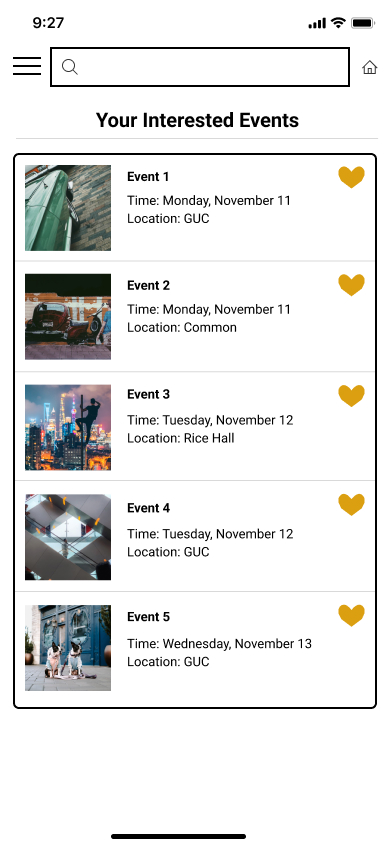 9:27
Your Interested Events
Event 1
Time: Monday, November 11
Location: GUC
Event 2
Time: Monday, November 11
Location: Common
Event 3
Time: Tuesday, November 12
Location: Rice Hall
Event 4
Time: Tuesday, November 12
Location: GUC
Event 5
Time: Wednesday, November 13
Location: GUC